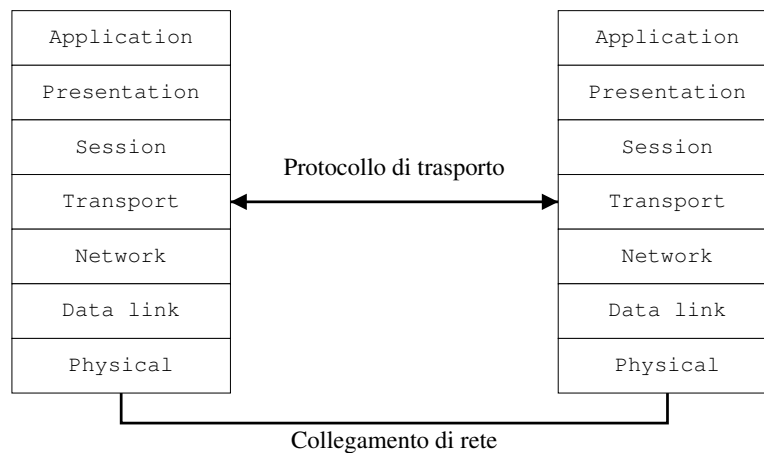 Application
Presentation
Session
Transport
Network
Data link
Physical
Protocollo di trasporto
Application
Presentation
Session
Transport
Network
Data link
Physical
Collegamento di rete